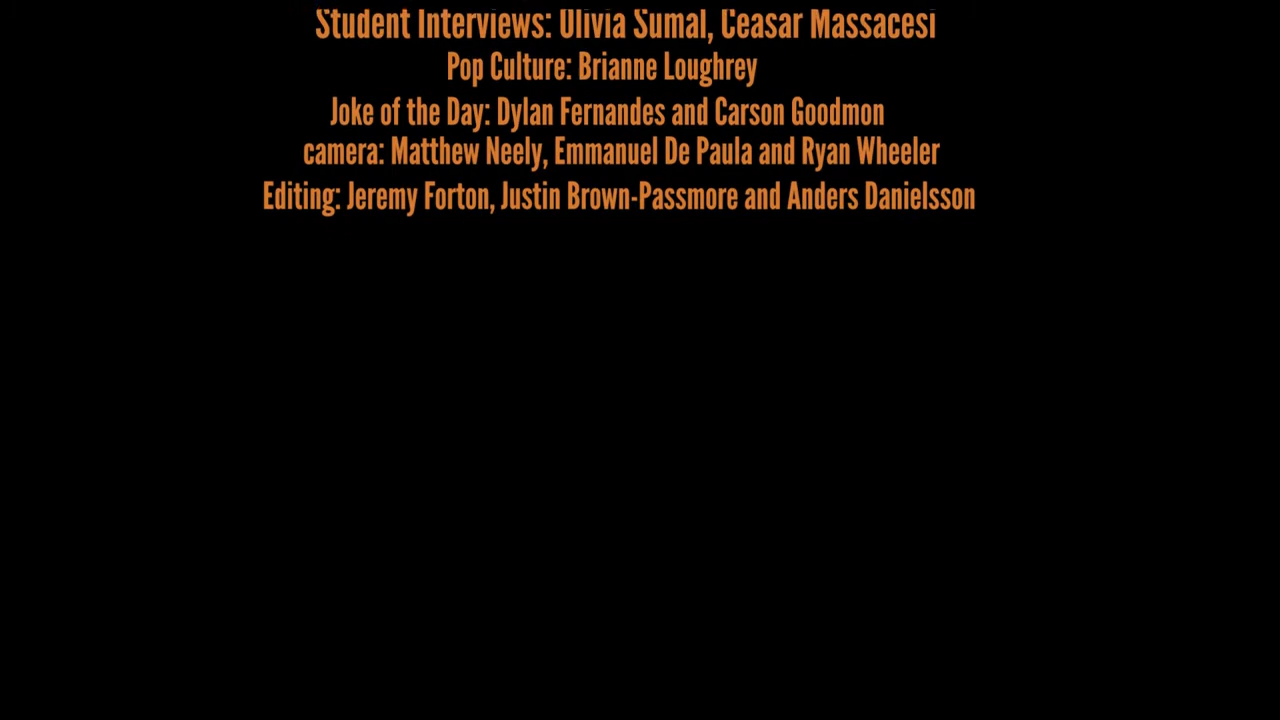 Student Interviews: Olivia Sumal, Ceasar Massacesi
Pop Culture: Brianne Loughrey
Joke of the Day: Dylan Fernandes and Carson Goodmon
camera: Matthew Neely, Emmanuel De Paula and Ryan Wheeler
Editing: Jeremy Forton, Justin Brown-Passmore and Anders Danielsson